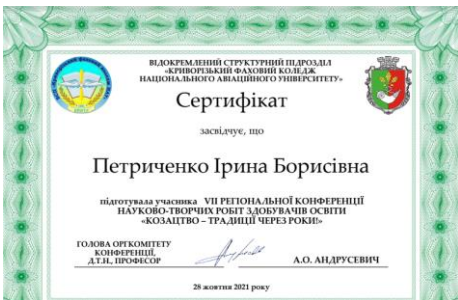 ВІДОКРЕМЛЕНИЙ СТРУКТУРНИЙ ПІДРОЗДІЛ
«КРИВОРІЗЬКИЙ ФАХОВИЙ КОЛЕДЖ
НАЦІОНАЛЬНОГО АВІАЦІЙНОГО УНІВЕРСИТЕТУ»
Сертифікат
засвідчує, що
Петриченко Ірина Борисівна
підготувала учасника VII РЕГІОНАЛЬНОЇ КОНФЕРЕНЦІЇ
НАУКОВО-ТВОРЧИХ РОБІТ ЗДОБУВАЧІВ ОСВІТИ
«КОЗАЦТВО – ТРАДИЦІЇ ЧЕРЕЗ РОКИ!»
ГОЛОВА ОРГКОМІТЕТУ
КОНФЕРЕНЦІЇ,
Д.Т.Н., ПРОФЕСОР
А.О. АНДРУСЕВИЧ
28 жовтня 2021 року